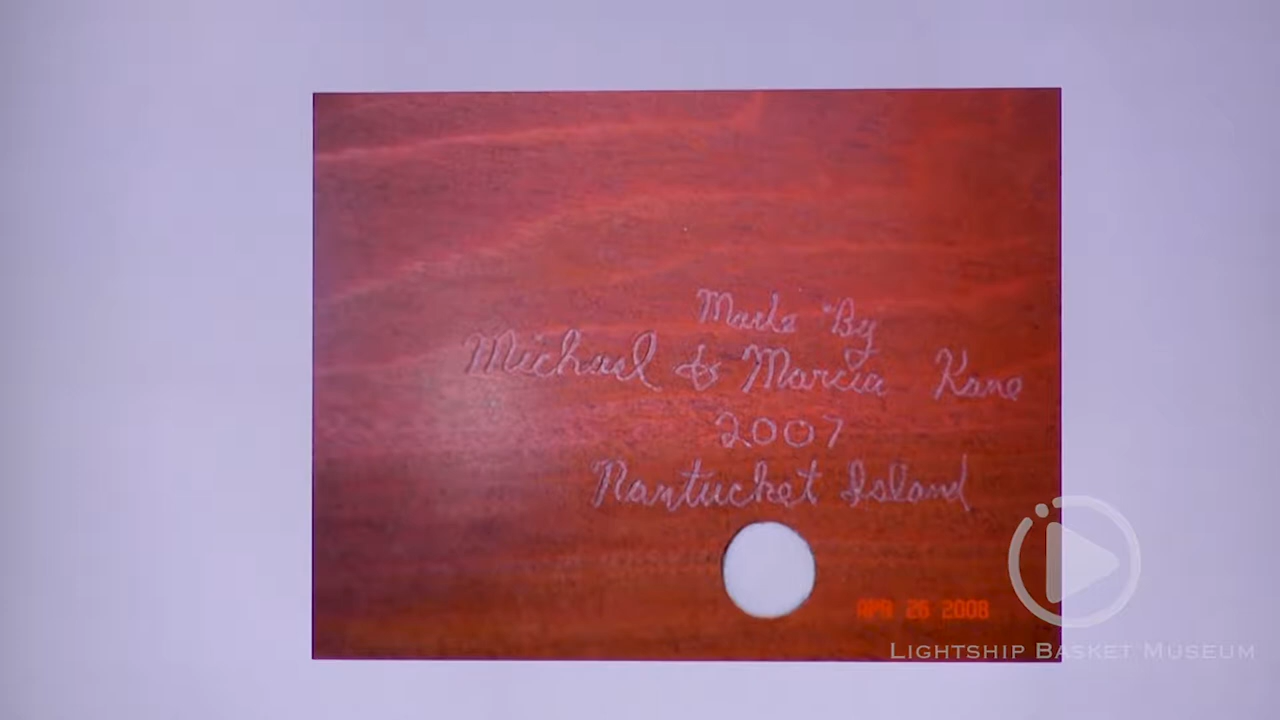 Made By
Michael & Marcia Kane
2007
Nantucket Island
APR 26 2008
LIGHTSHIP BASKET MUSEUM